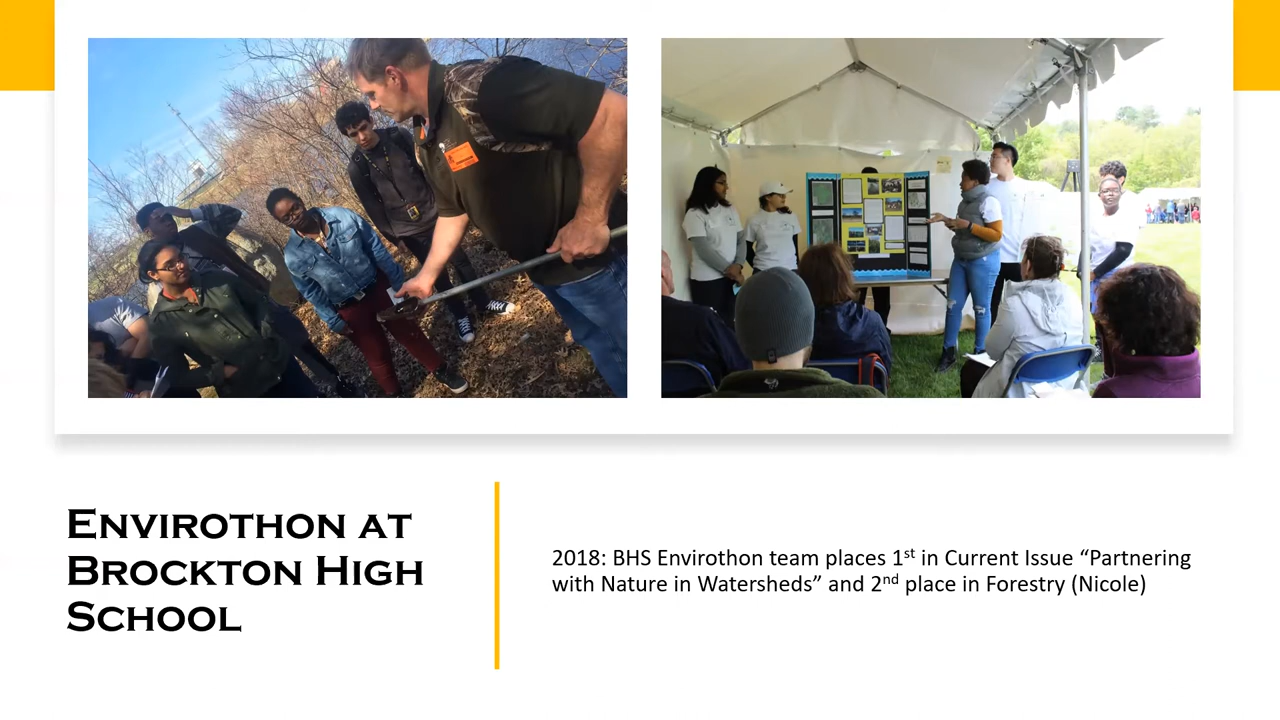 Envirothon at
Brockton High
School
2018: BHS Envirothon team places 1st in Current Issue “Partnering
with Nature in Watersheds” and 2nd place in Forestry (Nicole)